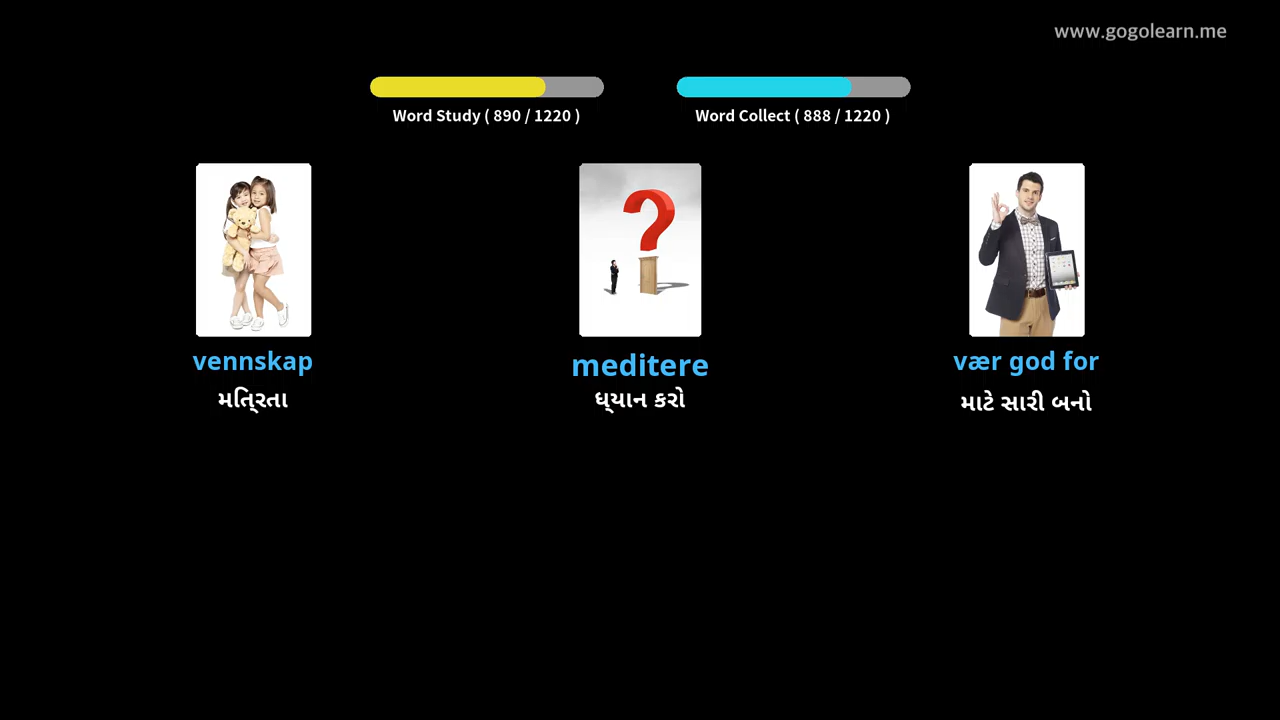 www.gogolearn.me
Word Study ( 890 / 1220 )
Word Collect ( 888 / 1220 )
vennskap
meditere
vær god for
મિત્રતા
ધ્યાન કરો
માટે સારી બનો